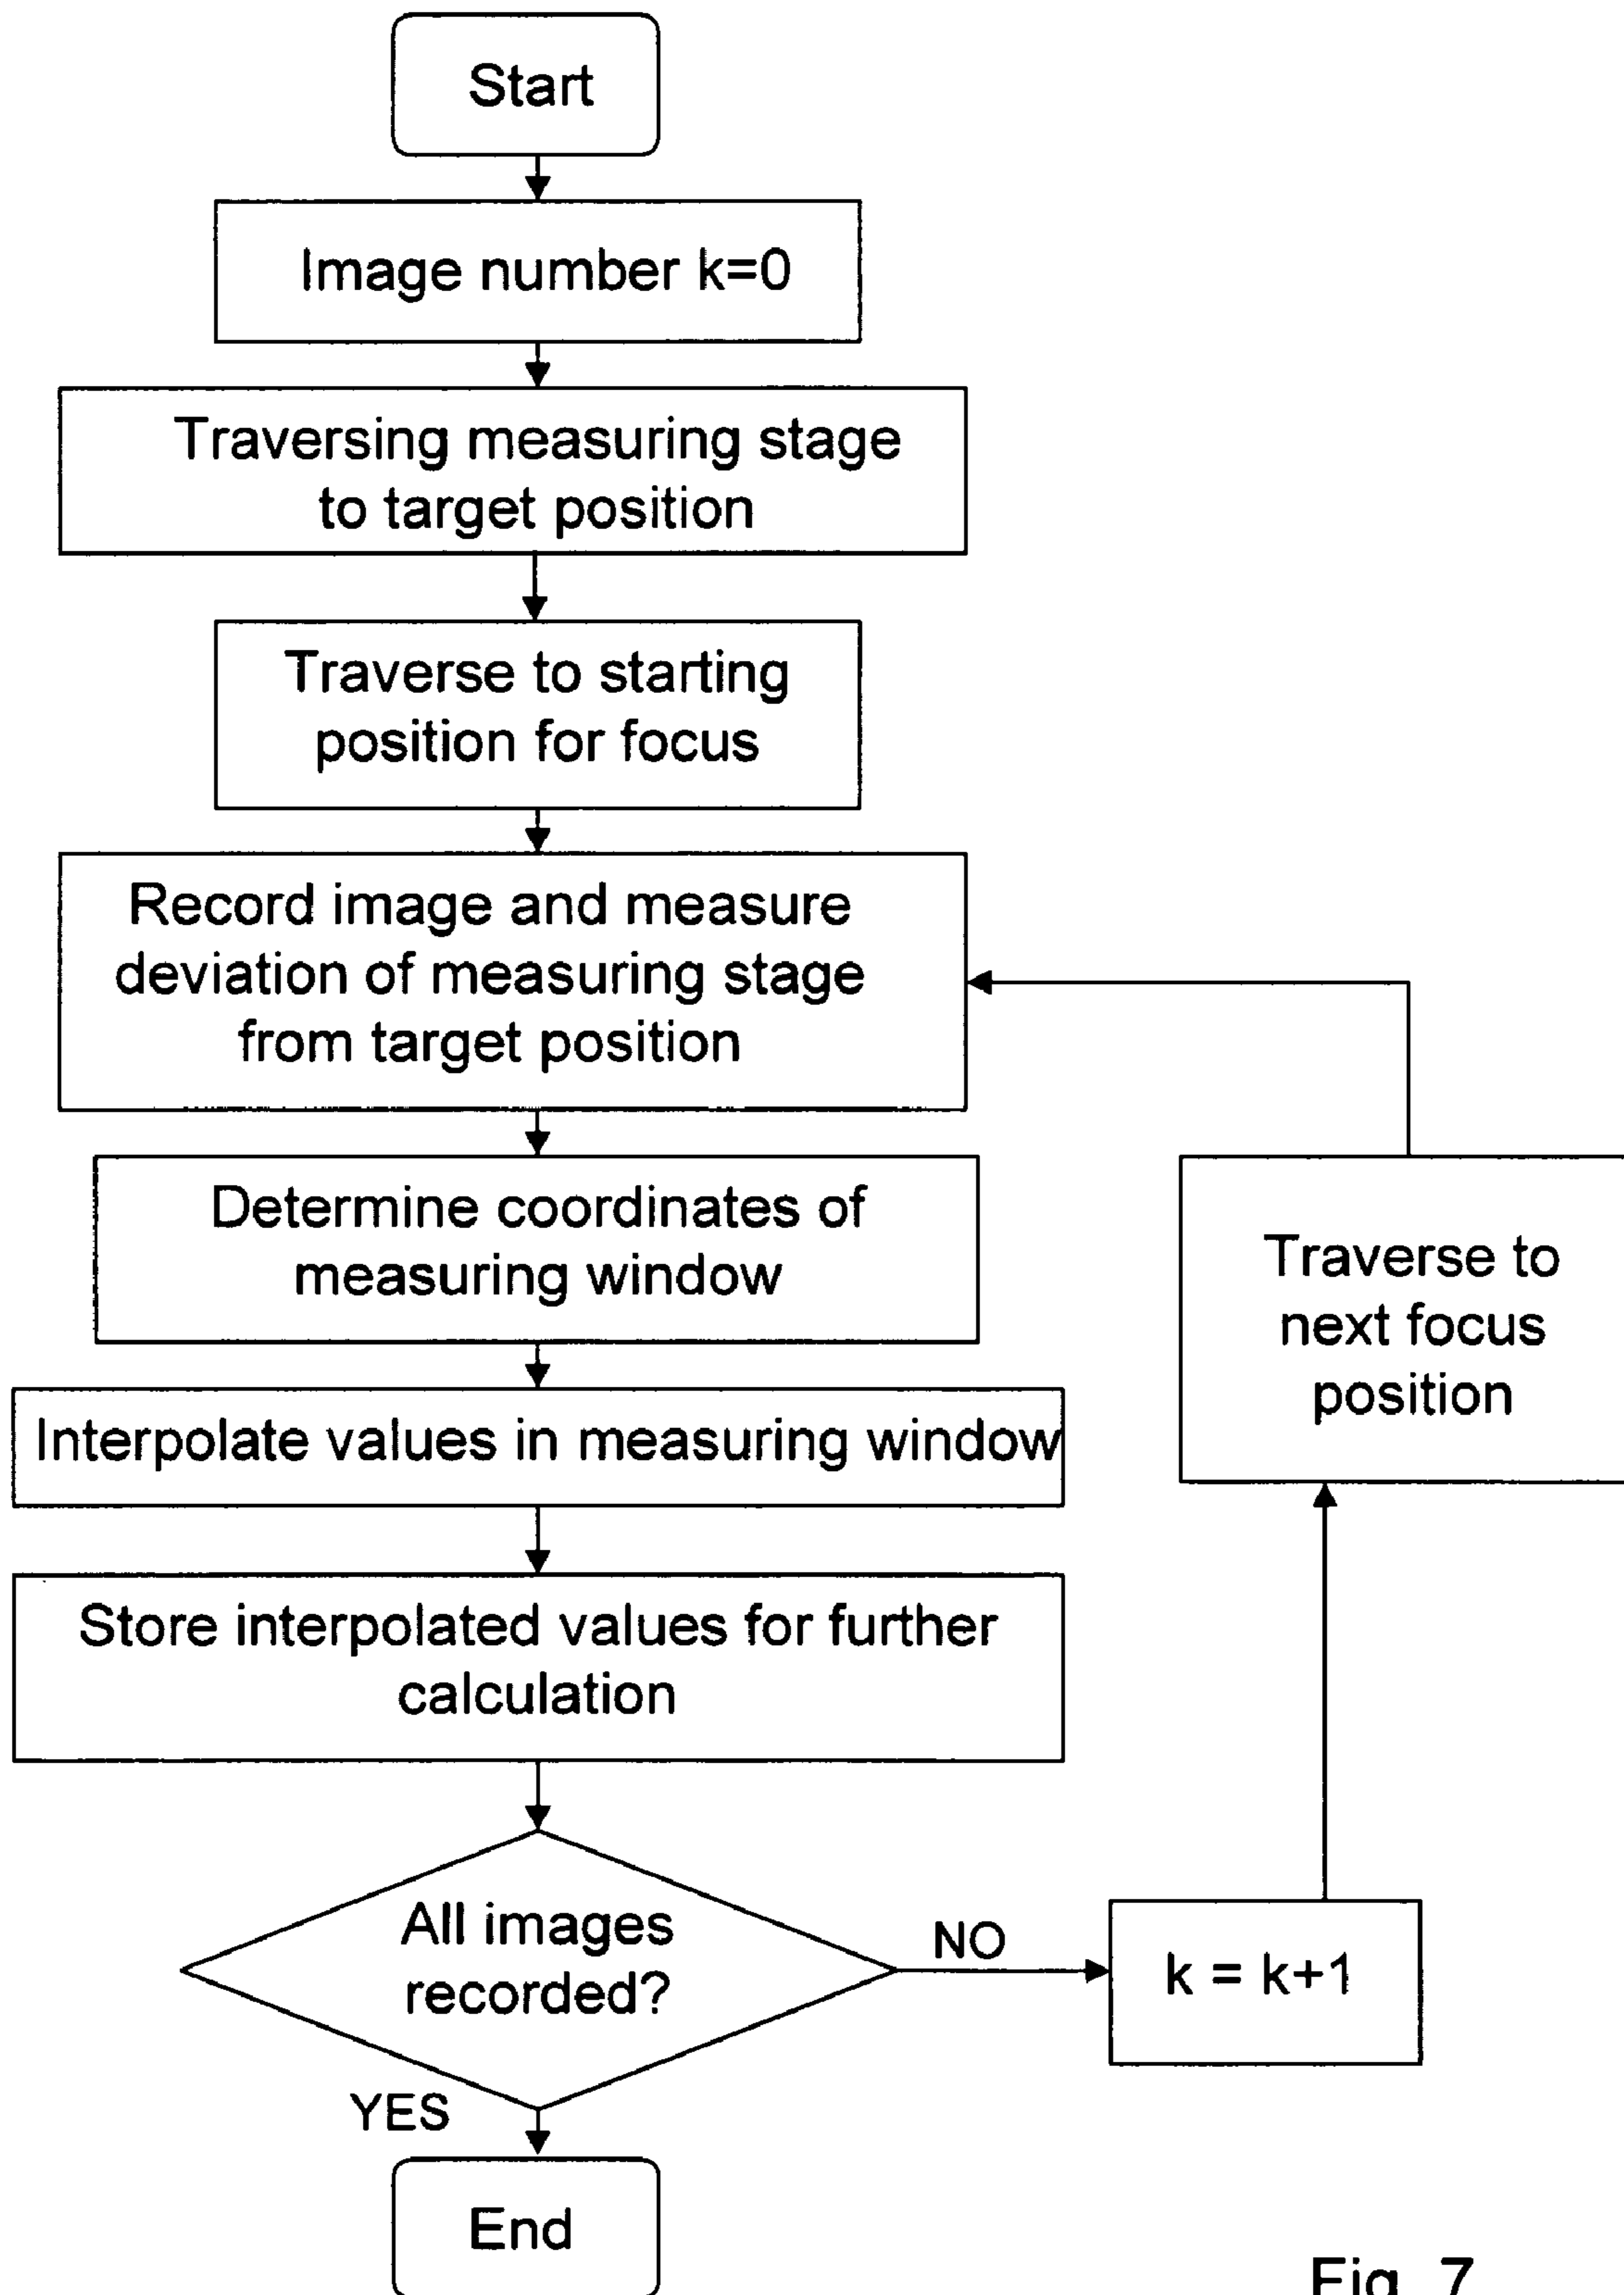 Start
Image number k=0
Traversing measuring stage
to target position
Traverse to starting
position for focus
Record image and measure
deviation of measuring stage
from target position
Determine coordinates of
measuring window
Interpolate values in measuring window
Store interpolated values for further
calculation
All images
recorded?
NO
k = k+1
Traverse to
next focus
position
YES
End
Fig. 7